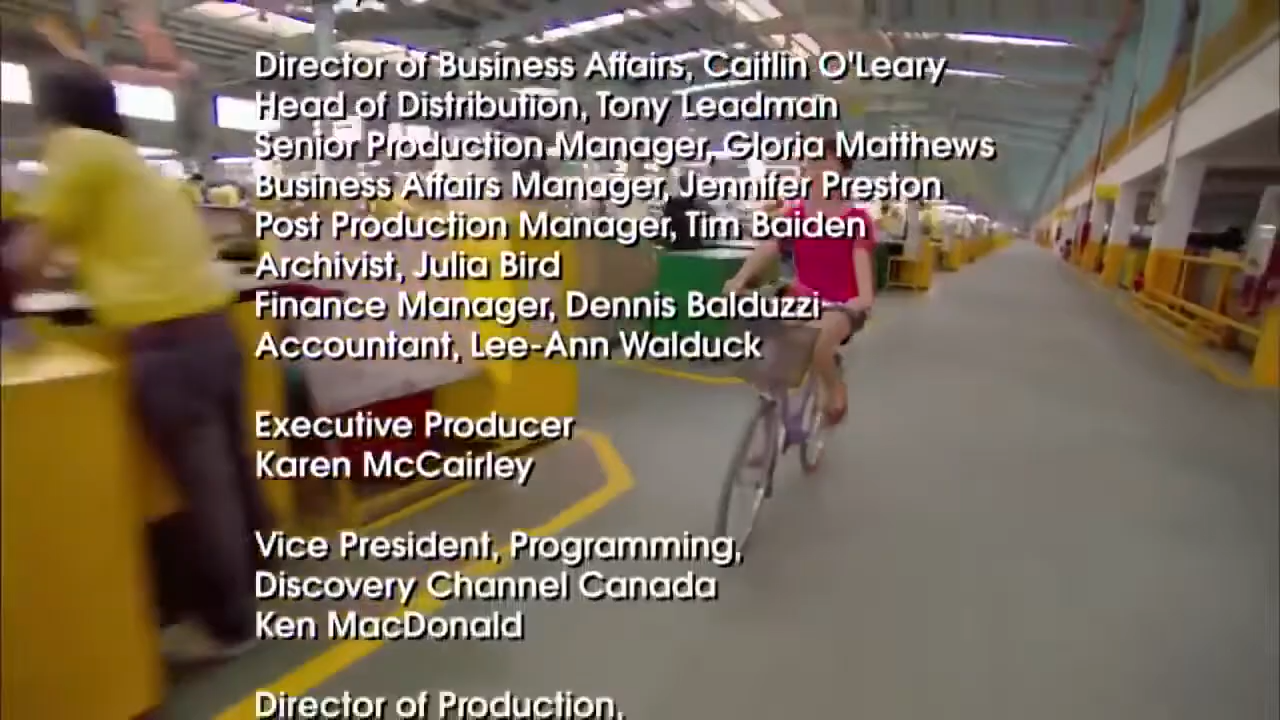 Director of Business Affairs, Caitlin O'Leary
Head of Distribution, Tony Leadman
Senior Production Manager, Gloria Matthews
Business Affairs Manager, Jennifer Preston
Post Production Manager, Tim Baiden
Archivist, Julia Bird
Finance Manager, Dennis Balduzzi
Accountant, Lee-Ann Walduck
Executive Producer
Karen McCairley
Vice President, Programming,
Discovery Channel Canada
Ken MacDonald
Director of Production,